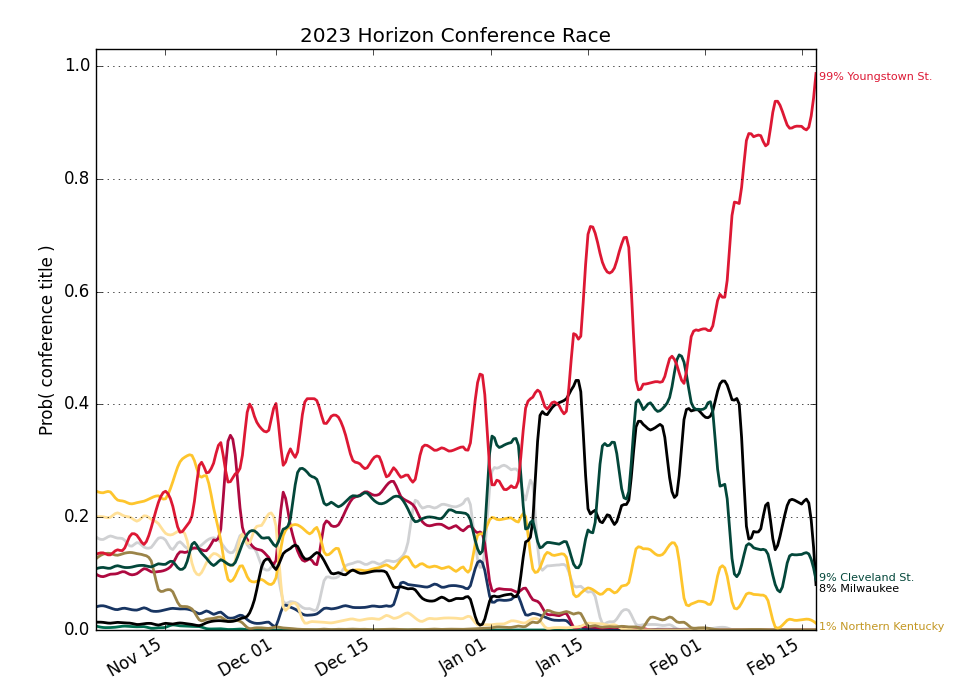 2023 Horizon Conference Race
Prob( conference title )
1.0
0.8
0.6
0.4
0.2
0.0
Nov 15
Dec 01
Dec 15
Jan 01
Jan 15
Feb 01
Feb 15
99% Youngstown St.
9% Cleveland St.
8% Milwaukee
1% Northern Kentucky